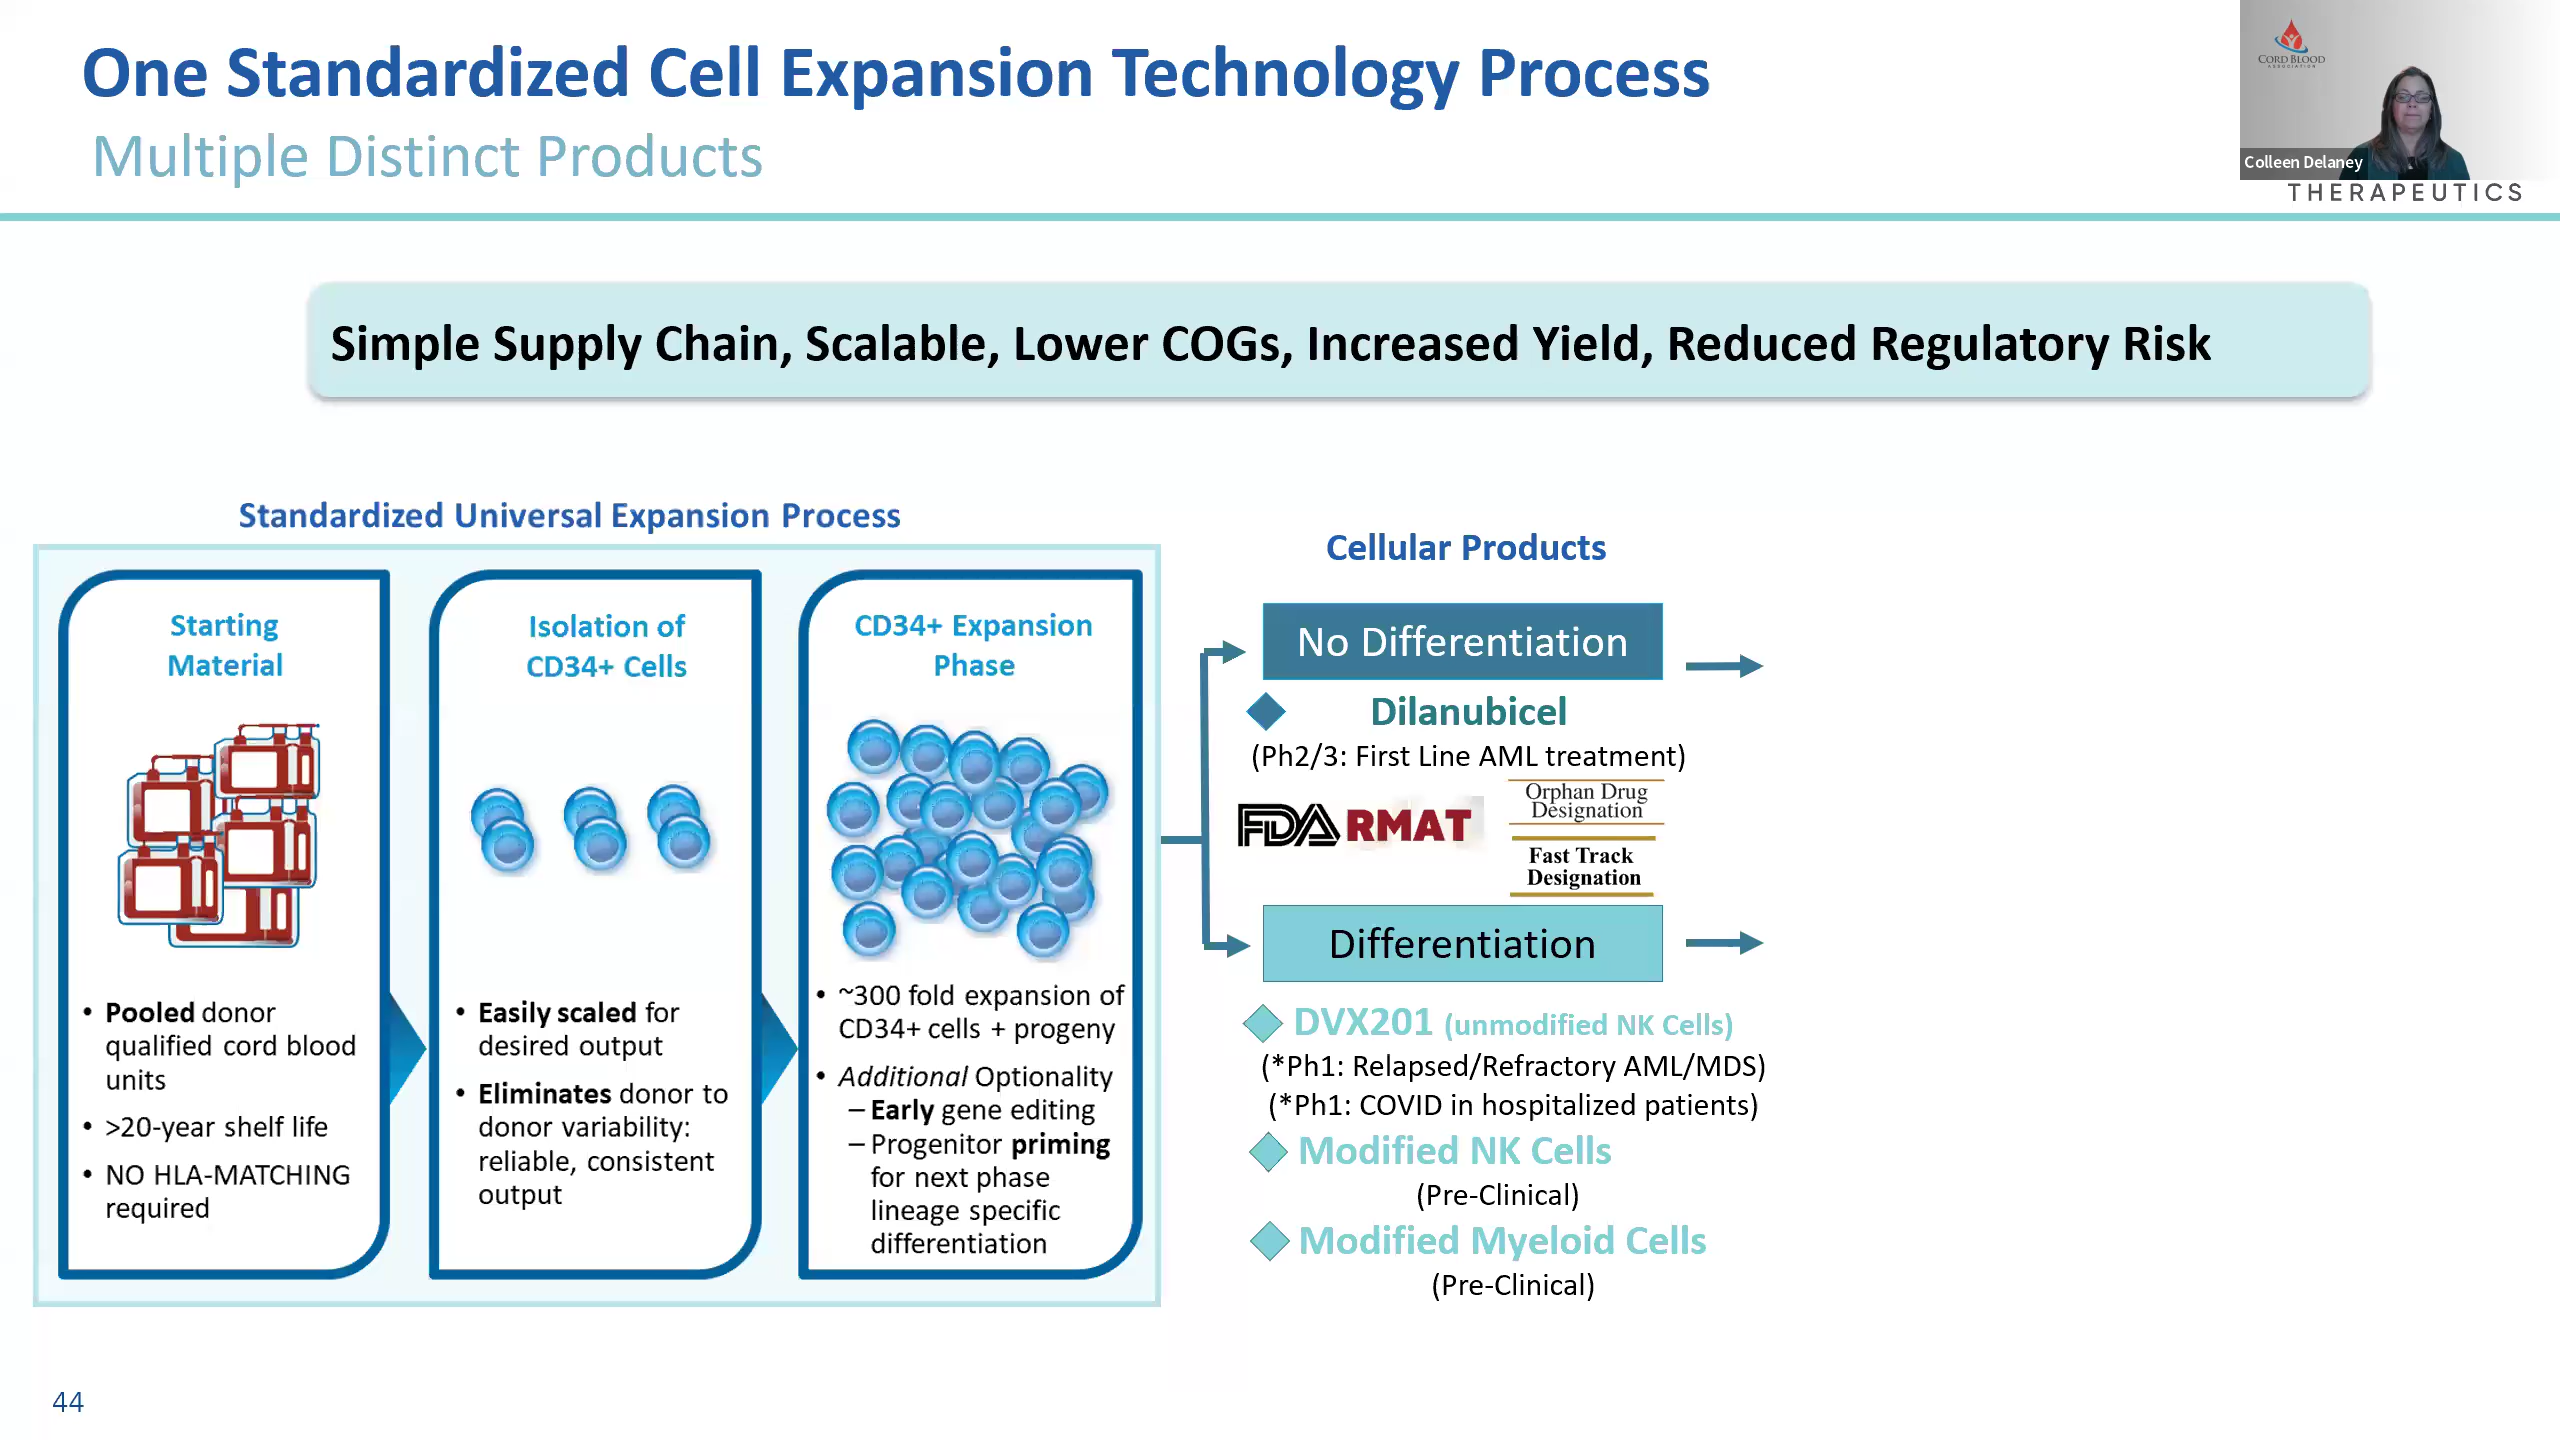 One Standardized Cell Expansion Technology Process
Multiple Distinct Products
CORD BLOOD
ASSOCIATION
Colleen Delaney
THERAPEUTICS
Simple Supply Chain, Scalable, Lower COGs, Increased Yield, Reduced Regulatory Risk
Standardized Universal Expansion Process
Starting
Material
• Pooled donor
qualified cord blood
units
• >20-year shelf life
• NO HLA-MATCHING
required
Isolation of
CD34+ Cells
• Easily scaled for
desired output
• Eliminates donor to
donor variability:
reliable, consistent
output
CD34+ Expansion
Phase
• ~300 fold expansion of
CD34+ cells + progeny
• Additional Optionality
– Early gene editing
– Progenitor priming
for next phase
lineage specific
differentiation
Cellular Products
No Differentiation
Dilanubicel
(Ph2/3: First Line AML treatment)
FDA RMAT
Orphan Drug
Designation
Fast Track
Designation
Differentiation
DVX201 (unmodified NK Cells)
(*Ph1: Relapsed/Refractory AML/MDS)
(*Ph1: COVID in hospitalized patients)
Modified NK Cells
(Pre-Clinical)
Modified Myeloid Cells
(Pre-Clinical)
44